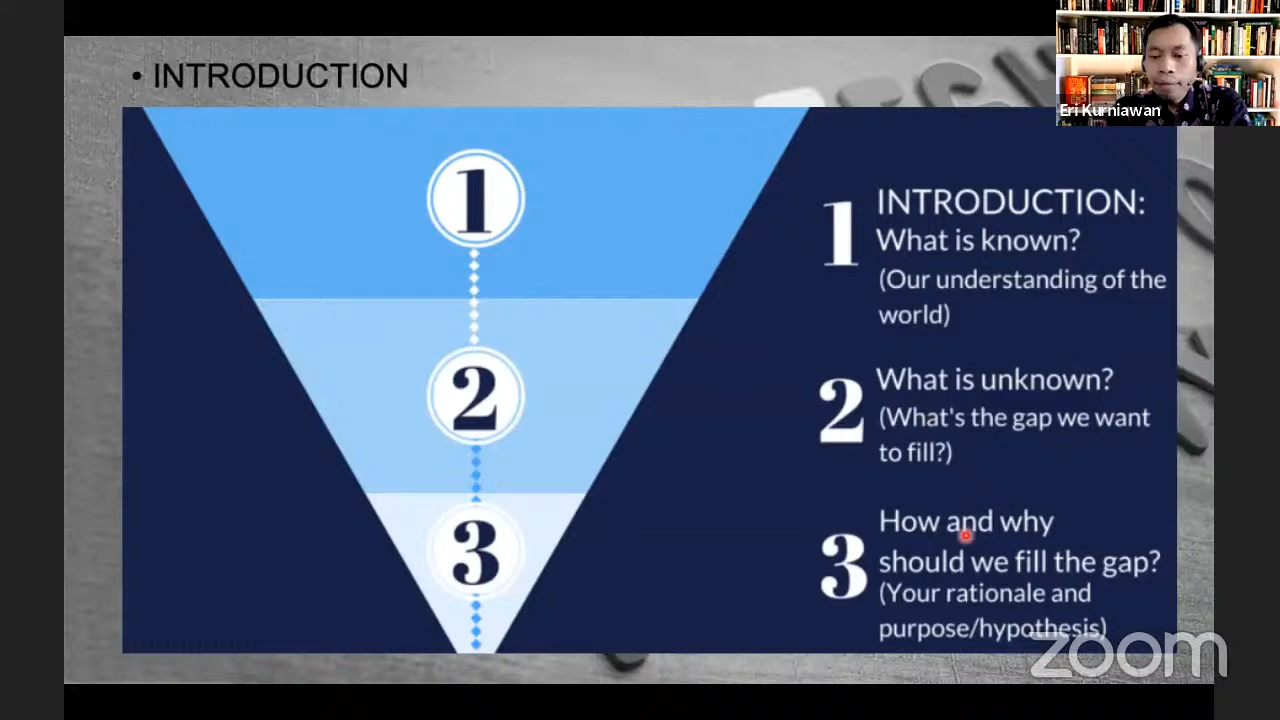 • INTRODUCTION
Eri Kurniawan
1
2
3
1
INTRODUCTION:
What is known?
(Our understanding of the
world)
2
What is unknown?
(What's the gap we want
to fill?)
3
How and why
should we fill the gap?
(Your rationale and
purpose/hypothesis)
zoom